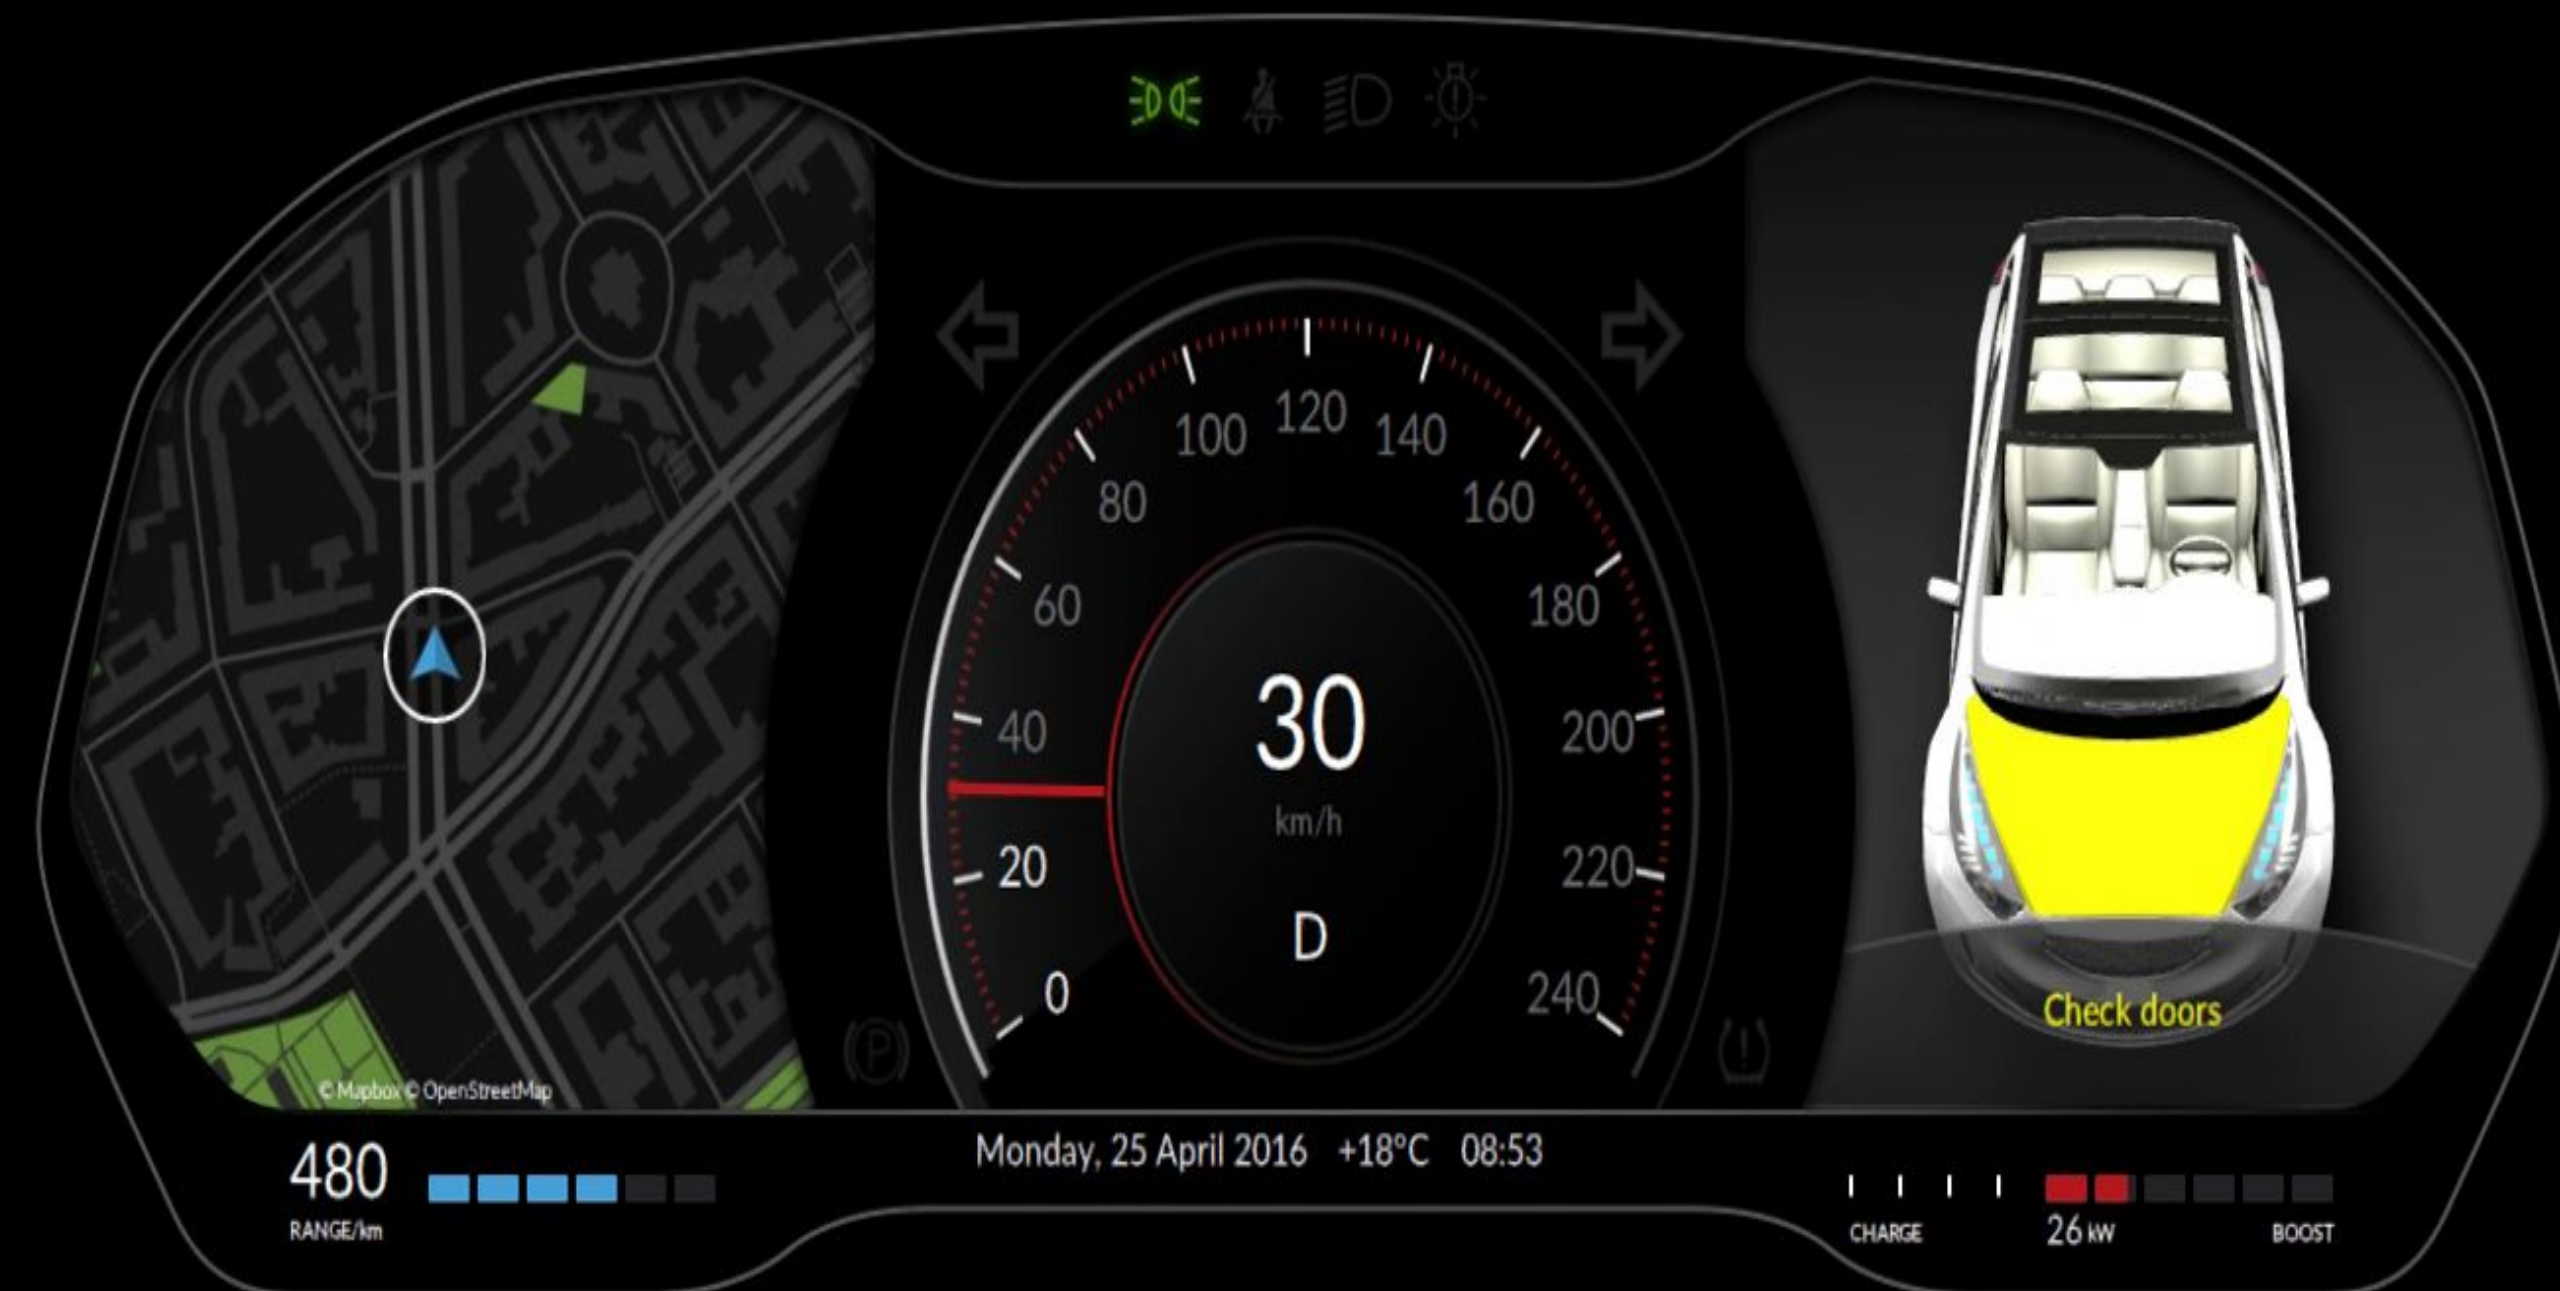 100 120 140
80 160
60 180
30
40 200
km/h
20 220
D
0 240
P
Check doors
© Mapbox © OpenStreetMap
480
RANGE/km
Monday, 25 April 2016 +18°C 08:53
CHARGE 26 kW BOOST